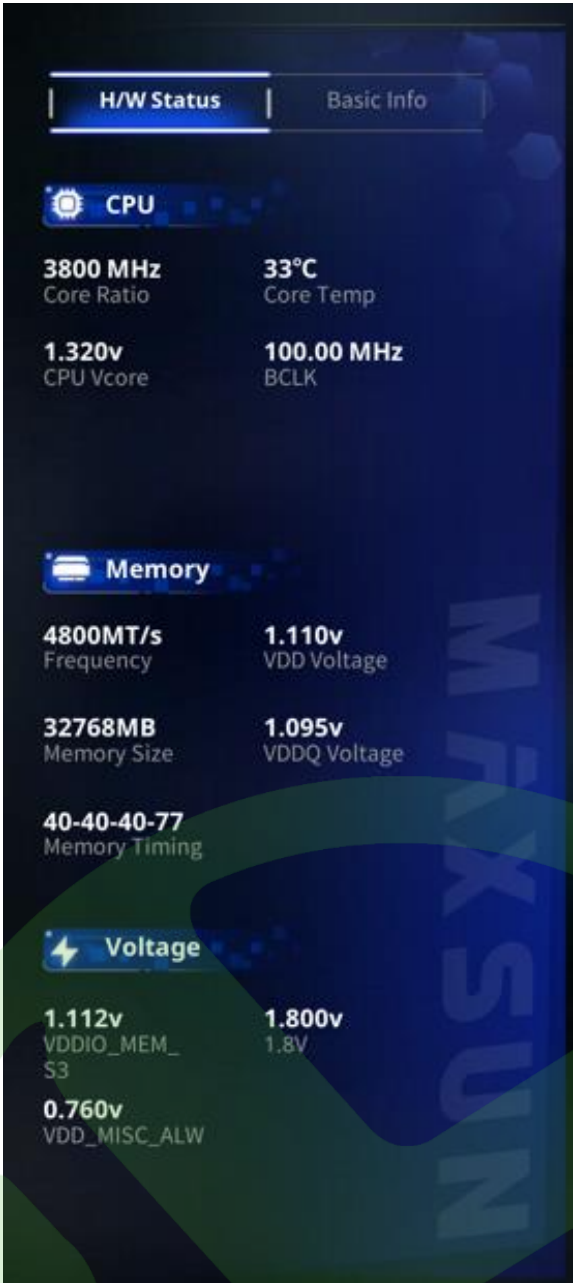 H/W Status
Basic Info
CPU
3800 MHz
Core Ratio
33°C
Core Temp
1.320v
CPU Vcore
100.00 MHz
BCLK
Memory
4800MT/s
Frequency
1.110v
VDD Voltage
32768MB
Memory Size
1.095v
VDDQ Voltage
40-40-40-77
Memory Timing
Voltage
1.112v
VDDIO_MEM_
S3
1.800v
1.8V
0.760v
VDD_MISC_ALW
MAXSUN